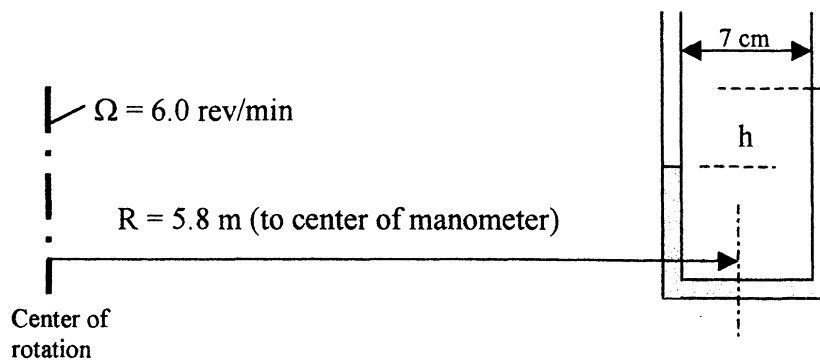 7 cm
Ω = 6.0 rev/min
h
R = 5.8 m (to center of manometer)
Center of
rotation